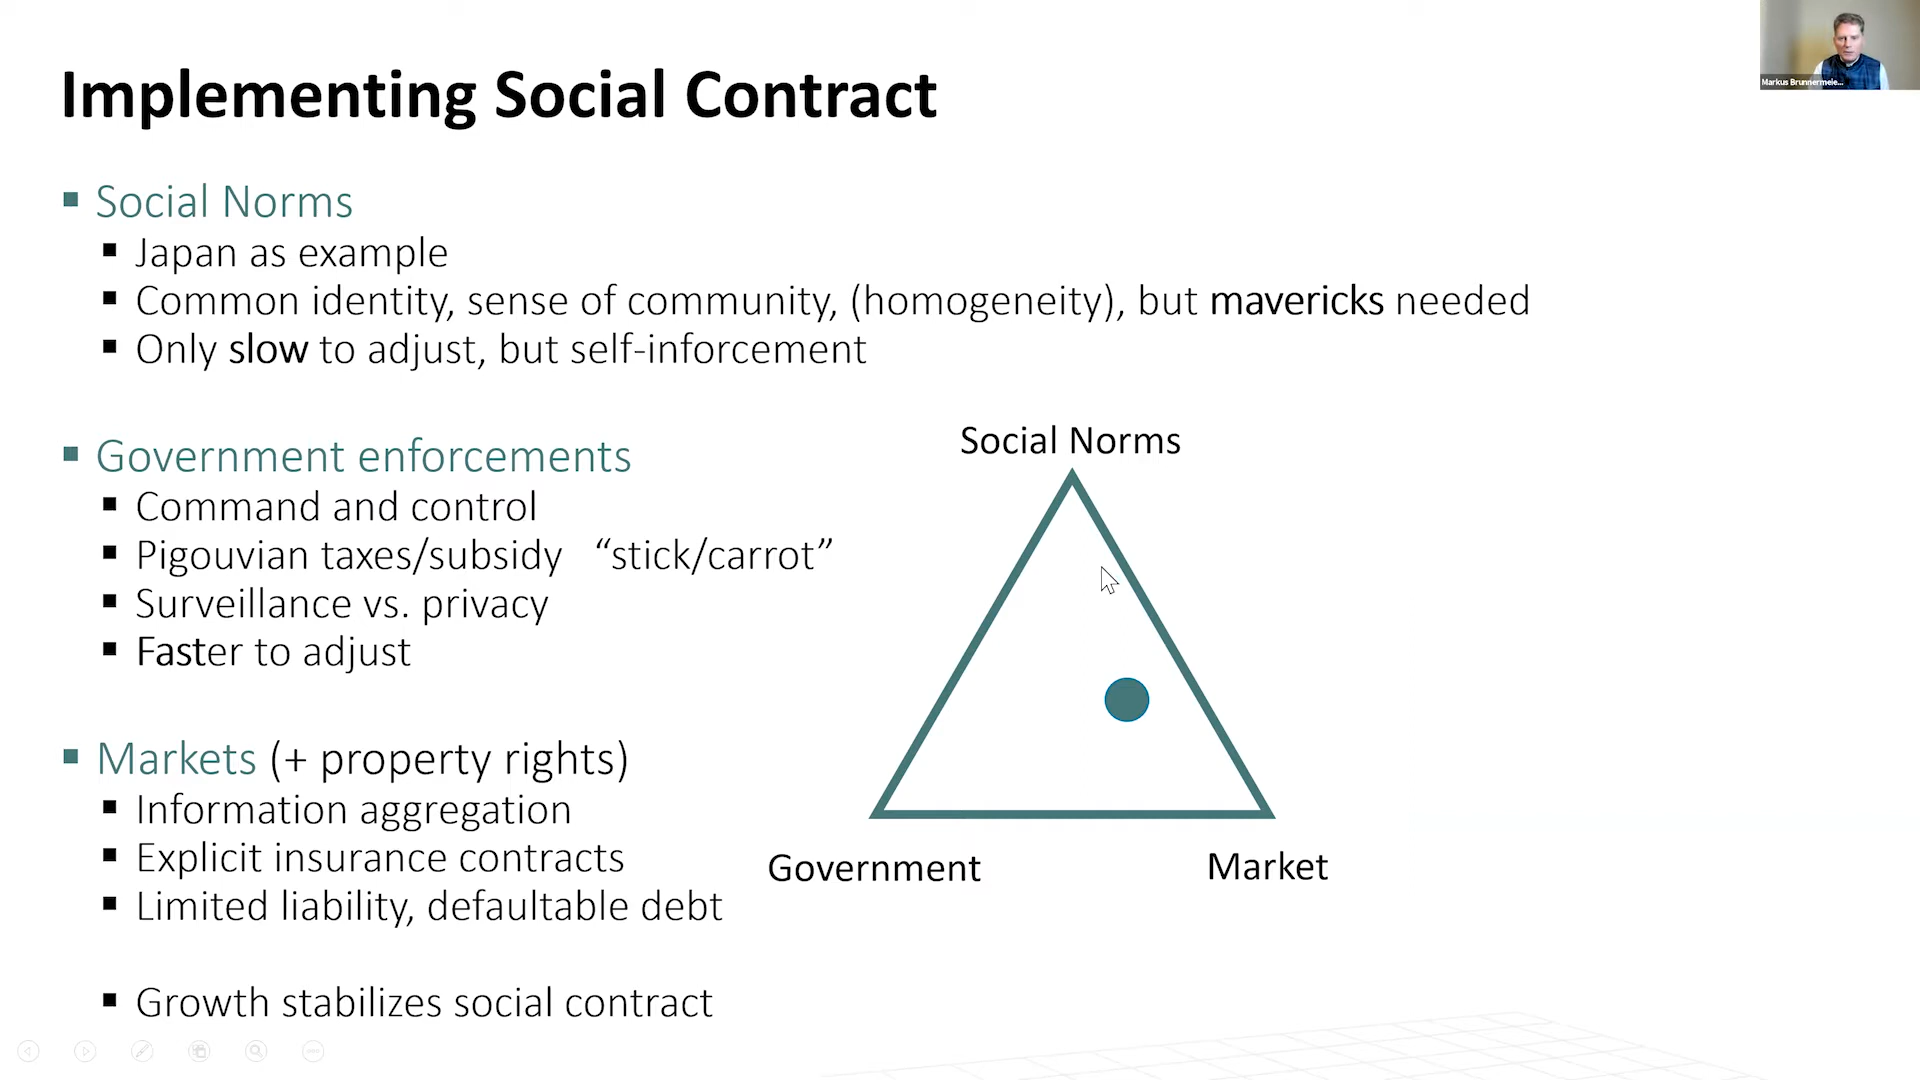 Markus Brunnermeie...
Implementing Social Contract
Social Norms
Japan as example
Common identity, sense of community, (homogeneity), but mavericks needed
Only slow to adjust, but self-inforcement
Government enforcements
Command and control
Pigouvian taxes/subsidy “stick/carrot”
Surveillance vs. privacy
Faster to adjust
Markets (+ property rights)
Information aggregation
Explicit insurance contracts
Limited liability, defaultable debt
Growth stabilizes social contract
Social Norms
Government
Market